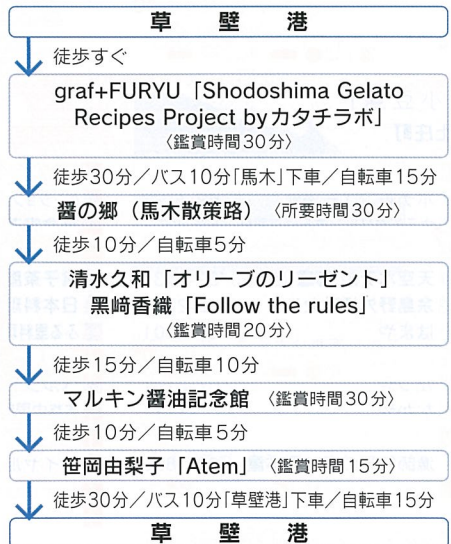 草壁港
徒歩すぐ
graf+FURYU「Shodoshima Gelato
Recipes Project byカタチラボ」
〈鑑賞時間30分〉
徒歩30分／バス10分「馬木」下車／自転車15分
醤の郷（馬木散策路）〈所要時間30分〉
徒歩10分／自転車5分
清水久和「オリーブのリーゼント」
黑﨑香織「Follow the rules」
〈鑑賞時間20分〉
徒歩15分／自転車10分
マルキン醤油記念館〈鑑賞時間30分〉
徒歩10分／自転車5分
笹岡由梨子「Atem」〈鑑賞時間15分〉
徒歩30分／バス10分「草壁港」下車／自転車15分
草壁港